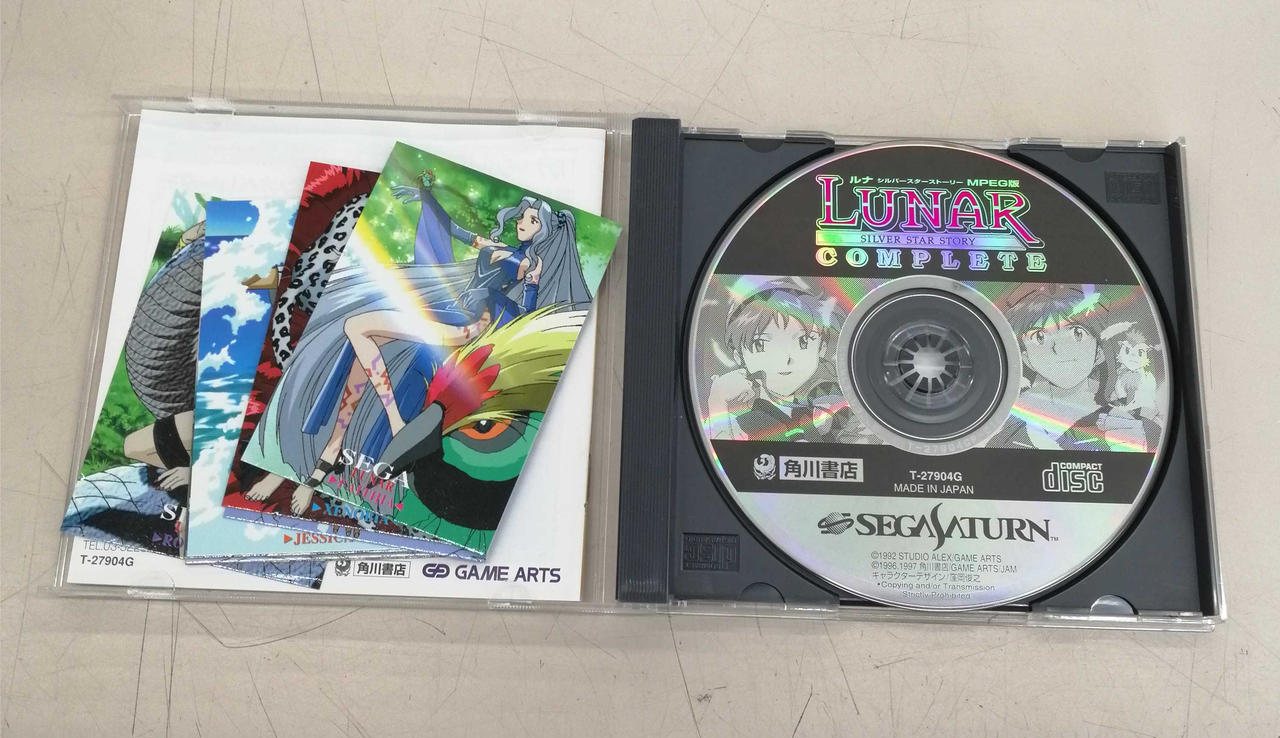 SEGA
LUNAR
T-27904G
角川書店
GAME ARTS
ルナ シルバースターストーリー MPEG版
LUNAR
SILVER STAR STORY
COMPLETE
角川書店
T-27904G
MADE IN JAPAN
COMPACT
disc
SEGA SATURN™
©1992 STUDIO ALEX/GAME ARTS
©1996,1997 角川書店/GAME ARTS/JAM
キャラクターデザイン/窪岡俊之
•Copying and/or Transmission
Strictly Prohibited